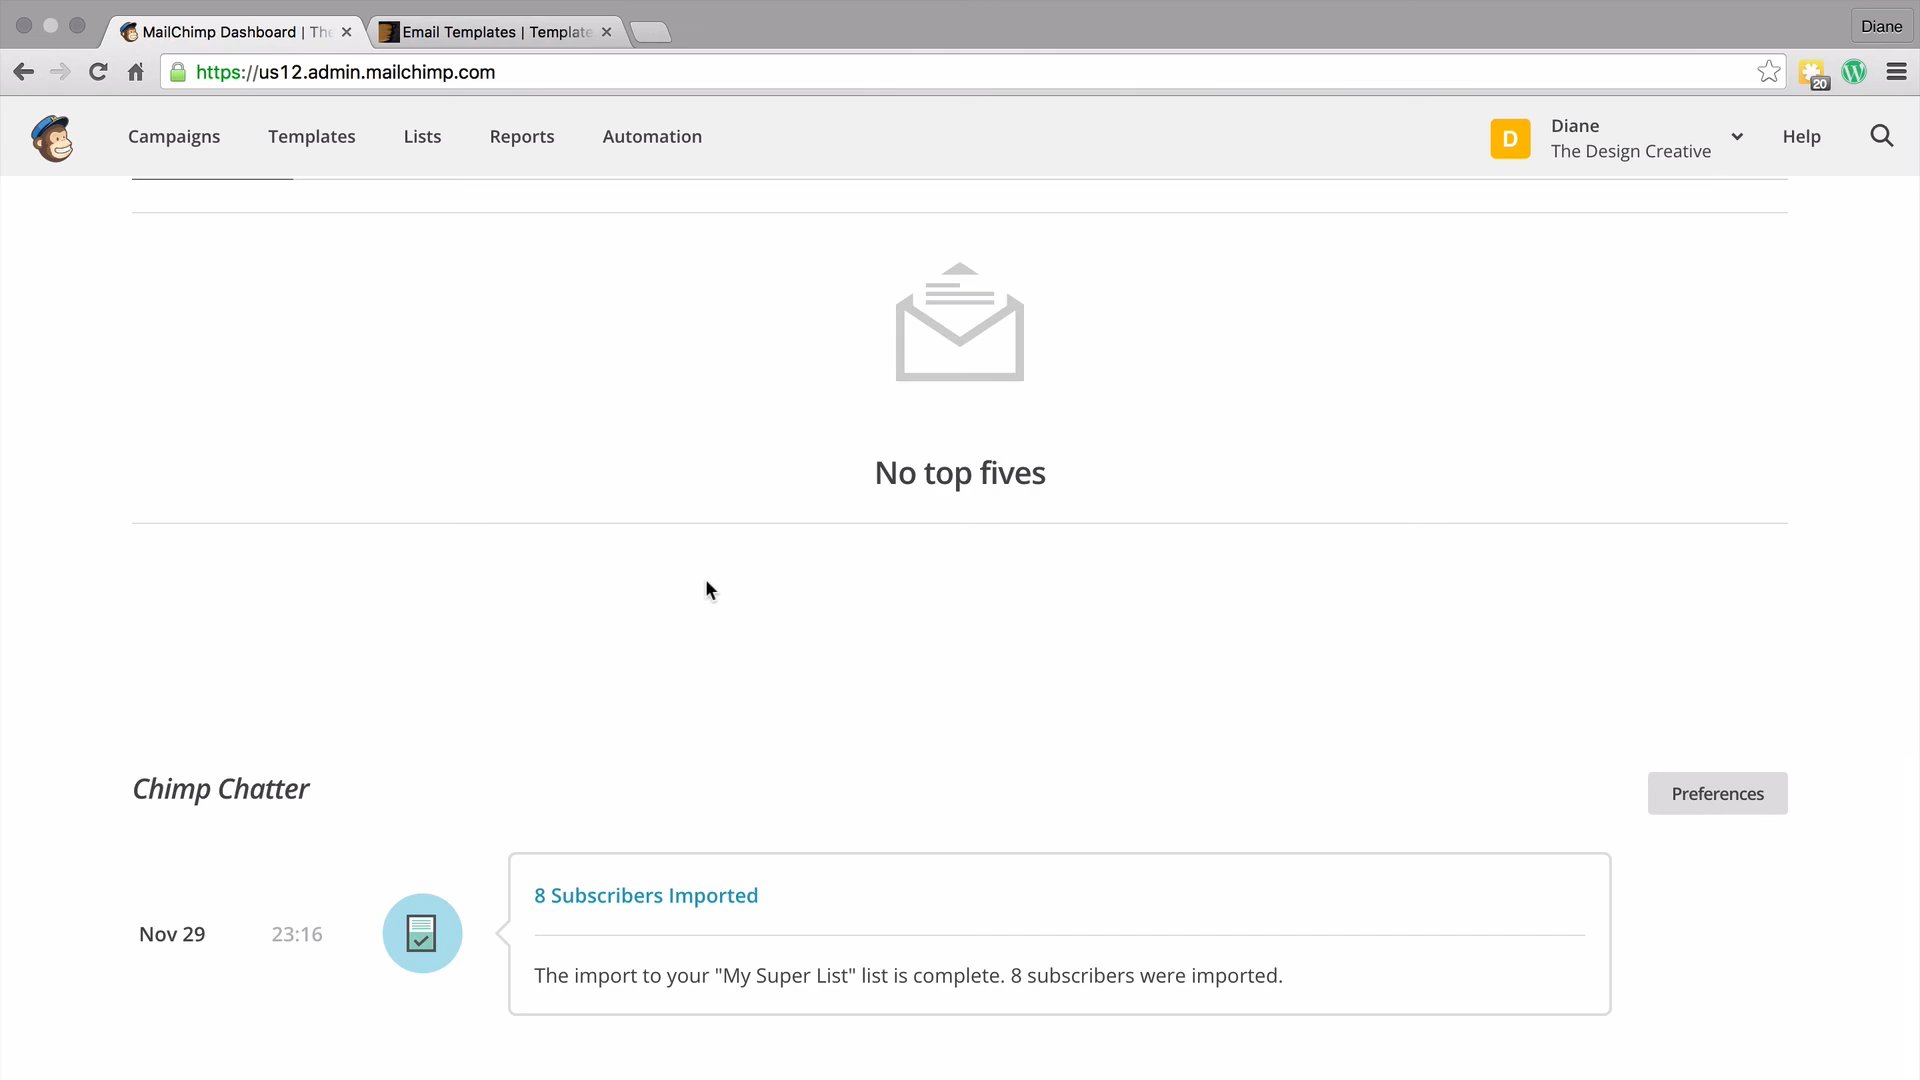 MailChimp Dashboard | The
Email Templates | Template
Diane
https://us12.admin.mailchimp.com
20
Campaigns
Templates
Lists
Reports
Automation
D
Diane
The Design Creative
Help
No top fives
Chimp Chatter
Preferences
8 Subscribers Imported
Nov 29
23:16
The import to your "My Super List" list is complete. 8 subscribers were imported.